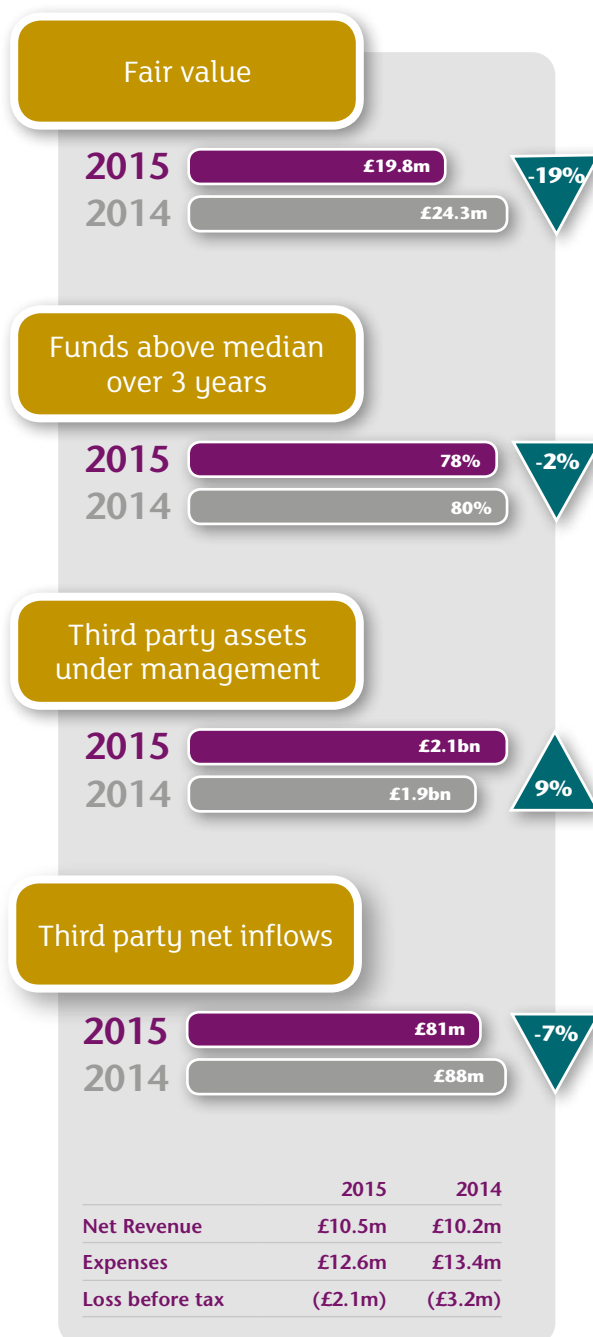 Fair value
2015 £19.8m -19%
2014 £24.3m
Funds above median
over 3 years
2015 78% -2%
2014 80%
Third party assets
under management
2015 £2.1bn
2014 £1.9bn 9%
Third party net inflows
2015 £81m -7%
2014 £88m
2015 2014
Net Revenue £10.5m £10.2m
Expenses £12.6m £13.4m
Loss before tax (£2.1m) (£3.2m)